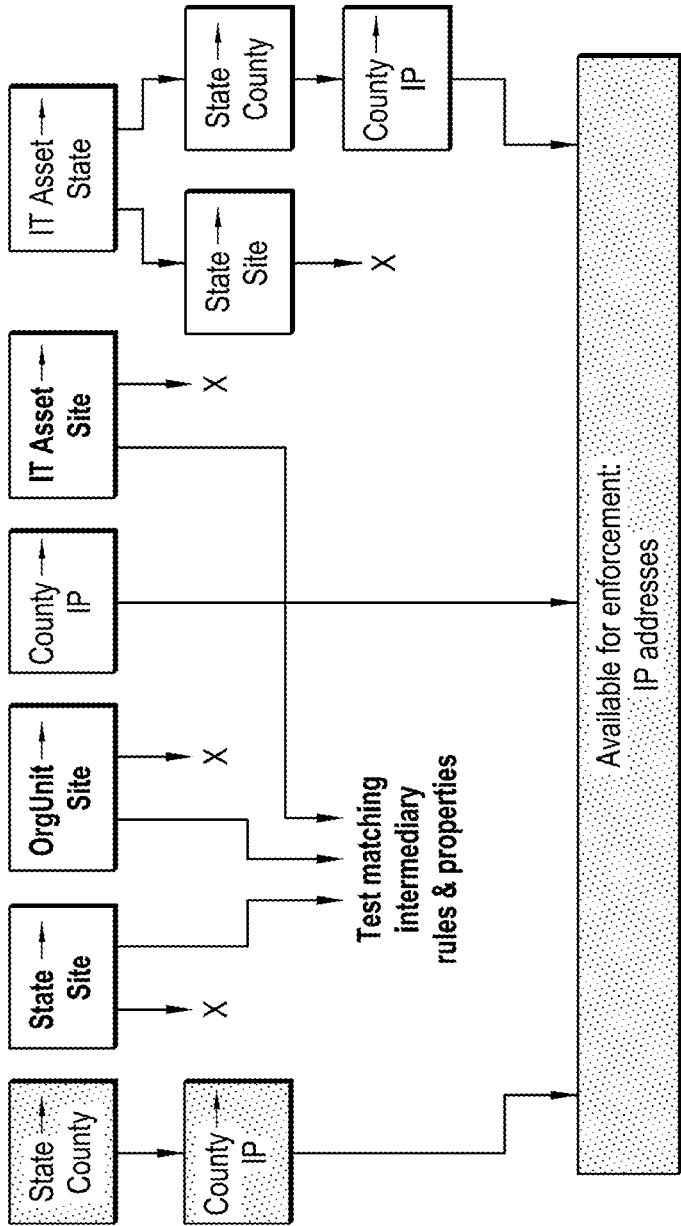 State →
County
State →
Site
OrgUnit →
Site
County →
IP
IT Asset →
Site
IT Asset →
State
County →
IP
X
X
X
State →
Site
State →
County
Test matching
intermediary
rules & properties
X
County →
IP
Available for enforcement:
IP addresses